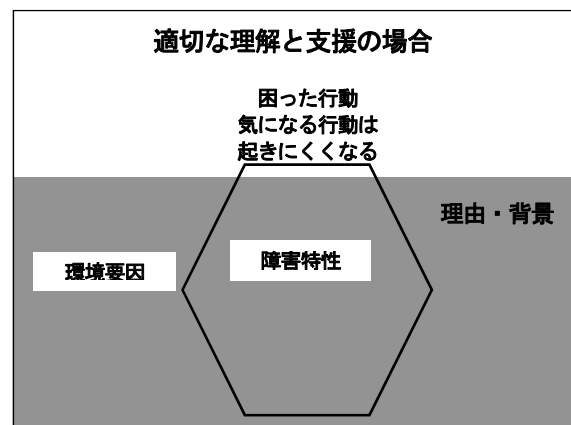 適切な理解と支援の場合
困った行動
気になる行動は
起きにくくなる
理由・背景
環境要因
障害特性